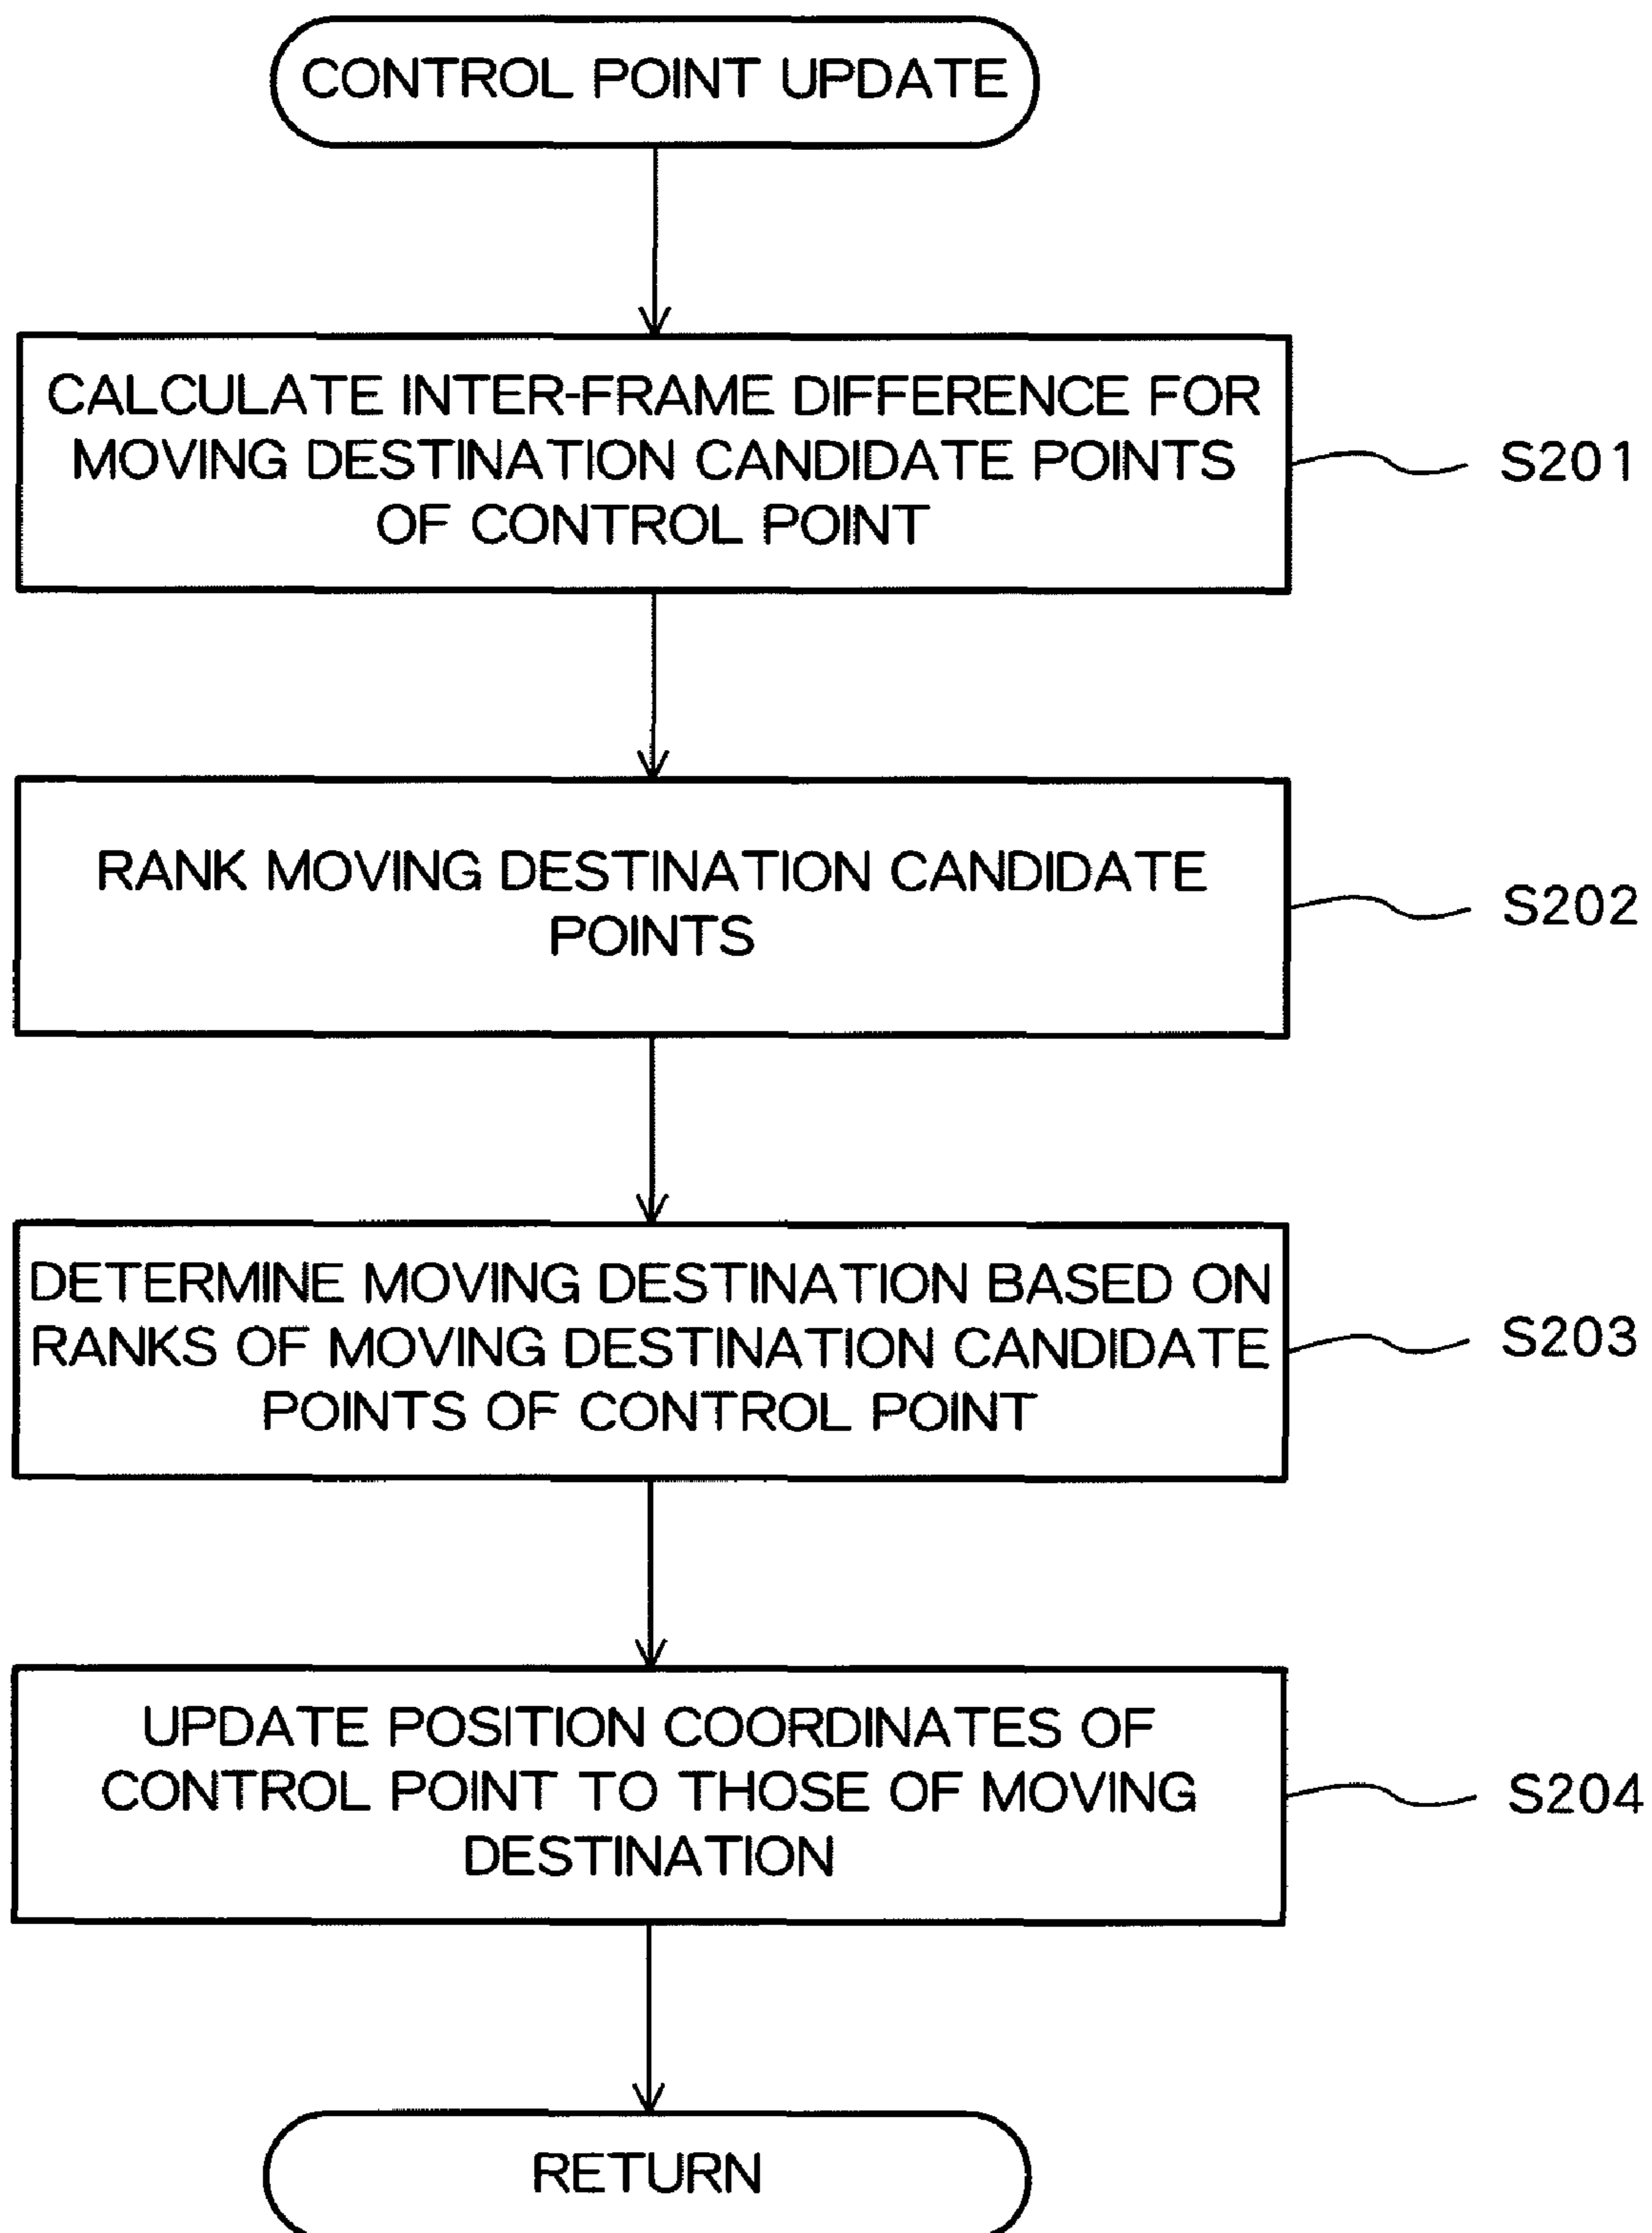 CONTROL POINT UPDATE
CALCULATE INTER-FRAME DIFFERENCE FOR
MOVING DESTINATION CANDIDATE POINTS
OF CONTROL POINT
S201
RANK MOVING DESTINATION CANDIDATE
POINTS
S202
DETERMINE MOVING DESTINATION BASED ON
RANKS OF MOVING DESTINATION CANDIDATE
POINTS OF CONTROL POINT
S203
UPDATE POSITION COORDINATES OF
CONTROL POINT TO THOSE OF MOVING
DESTINATION
S204
RETURN